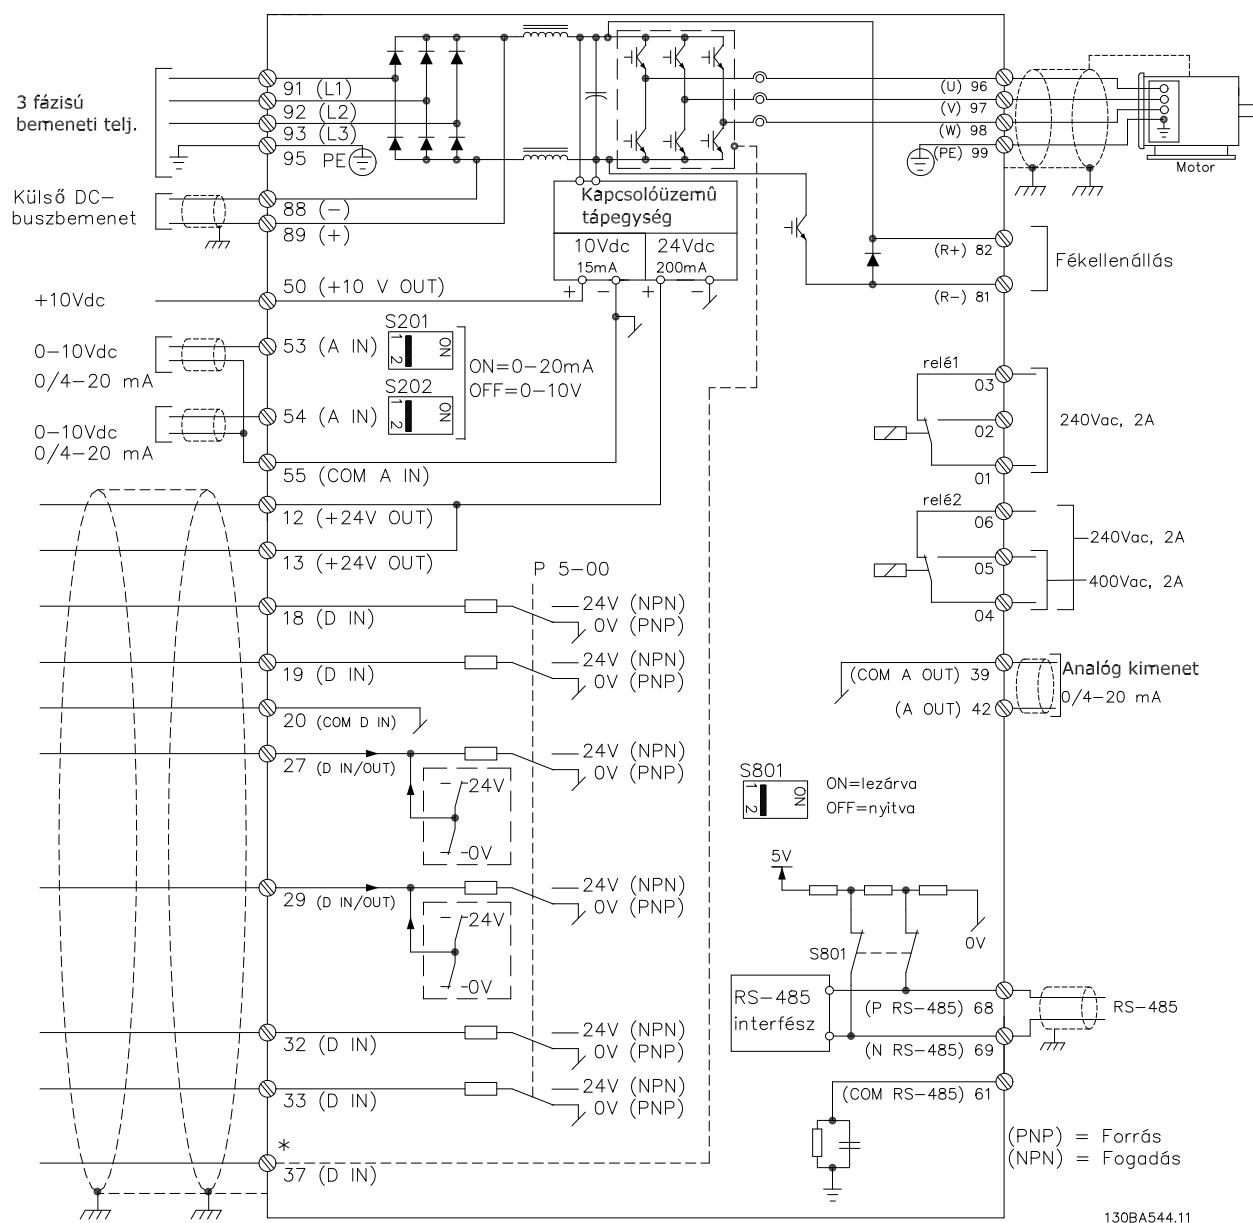 3 fázisú
bemeneti telj.
91 (L1)
92 (L2)
93 (L3)
95 PE
Külső DC-
buszbemenet
88 (-)
89 (+)
Kapcsolóüzemû
tápegység
10Vdc
15mA
24Vdc
200mA
+ - + -
(U) 96
(V) 97
(W) 98
(PE) 99
Motor
(R+) 82
(R-) 81
Fékellenállás
+10Vdc
50 (+10 V OUT)
0-10Vdc
0/4-20 mA
53 (A IN)
S201
1 2 ON
S202
1 2 ON
ON=0-20mA
OFF=0-10V
0-10Vdc
0/4-20 mA
54 (A IN)
55 (COM A IN)
12 (+24V OUT)
13 (+24V OUT)
relé1
03
02
01
240Vac, 2A
relé2
06
05
04
240Vac, 2A
400Vac, 2A
P 5-00
18 (D IN)
24V (NPN)
0V (PNP)
19 (D IN)
24V (NPN)
0V (PNP)
20 (COM D IN)
27 (D IN/OUT)
24V (NPN)
0V (PNP)
24V
0V
29 (D IN/OUT)
24V (NPN)
0V (PNP)
24V
0V
32 (D IN)
24V (NPN)
0V (PNP)
33 (D IN)
24V (NPN)
0V (PNP)
*
37 (D IN)
(COM A OUT) 39
(A OUT) 42
Analóg kimenet
0/4-20 mA
S801
1 2 ON
ON=lezárva
OFF=nyitva
5V
0V
S801
RS-485
interfész
(P RS-485) 68
(N RS-485) 69
RS-485
(COM RS-485) 61
(PNP) = Forrás
(NPN) = Fogadás
130BA544.11